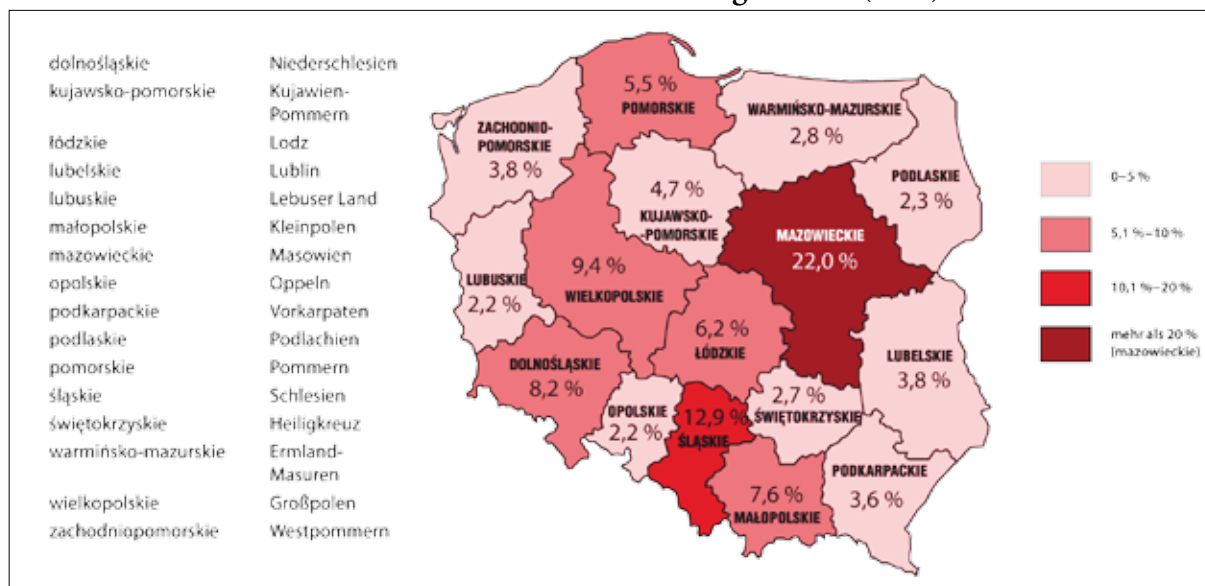 dolnośląskie Niederschlesien
kujawsko-pomorskie Kujawien-
Pommern
łódzkie Lodz
lubelskie Lublin
lubuskie Lebuser Land
małopolskie Kleinpolen
mazowieckie Masowien
opolskie Oppeln
podkarpackie Vorkarpaten
podlaskie Podlachien
pomorskie Pommern
śląskie Schlesien
świętokrzyskie Heiligkreuz
warmińsko-mazurskie Ermland-
Masuren
wielkopolskie Großpolen
zachodniopomorskie Westpommern
5,5 %
POMORSKIE
WARMIŃSKO-MAZURSKIE
2,8 %
ZACHODNIO-
POMORSKIE
3,8 %
PODLASKIE
2,3 %
4,7 %
KUJAWSKO-
-POMORSKIE
MAZOWIECKIE
22,0 %
9,4 %
WIELKOPOLSKIE
LUBUSKIE
2,2 %
6,2 %
ŁÓDZKIE
DOLNOŚLĄSKIE
8,2 %
LUBELSKIE
3,8 %
OPOLSKIE
2,2 %
12,9 %
ŚLĄSKIE
2,7 %
ŚWIĘTOKRZYSKIE
PODKARPACKIE
3,6 %
7,6 %
MAŁOPOLSKIE
0–5 %
5,1 %–10 %
10,1 %–20 %
mehr als 20 %
(mazowieckie)